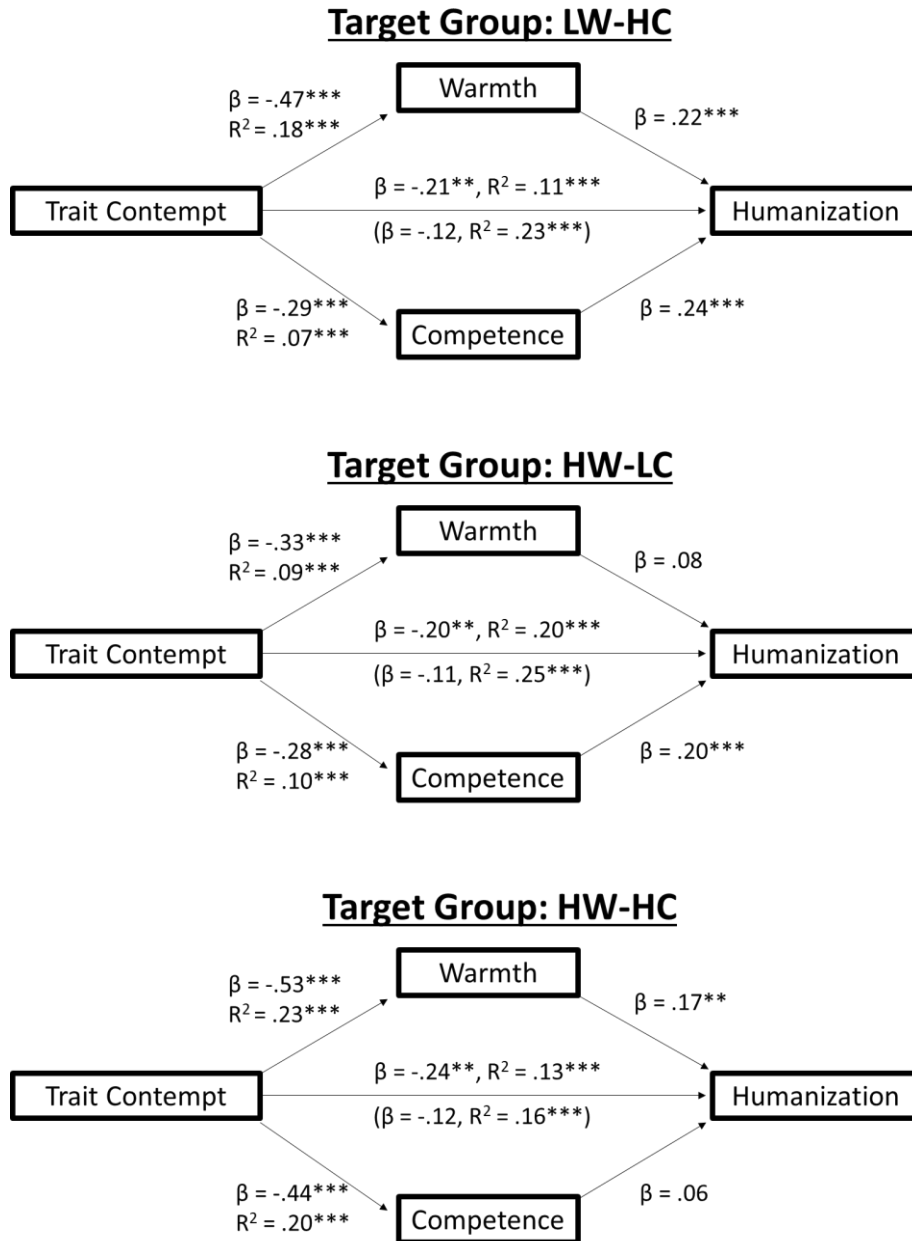 Target Group: LW-HC
Warmth
β = -.47***
R² = .18***
β = .22***
β = -.21**, R² = .11***
Trait Contempt
Humanization
(β = -.12, R² = .23***)
β = -.29***
R² = .07***
β = .24***
Competence
Target Group: HW-LC
Warmth
β = -.33***
R² = .09***
β = .08
β = -.20**, R² = .20***
Trait Contempt
Humanization
(β = -.11, R² = .25***)
β = -.28***
R² = .10***
β = .20***
Competence
Target Group: HW-HC
Warmth
β = -.53***
R² = .23***
β = .17**
β = -.24**, R² = .13***
Trait Contempt
Humanization
(β = -.12, R² = .16***)
β = -.44***
R² = .20***
β = .06
Competence